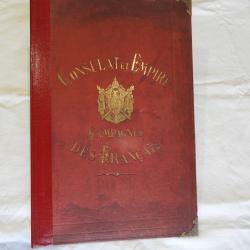 CONSULAT ET EMPIRE
CAMPAGNES
DES FRANÇAIS